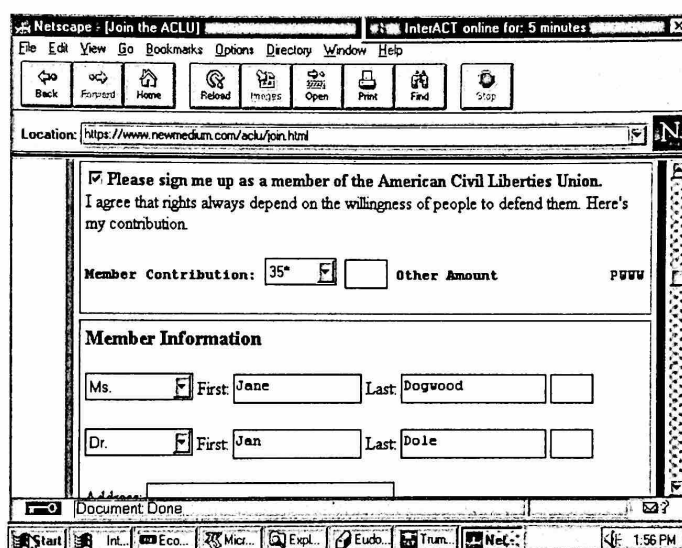 Netscape - [Join the ACLU] InterACT online for: 5 minutes
File Edit View Go Bookmarks Options Directory Window Help
Back Forward Home Reload Images Open Print Find Stop
Location: https://www.newmedium.com/aclu/join.html
Please sign me up as a member of the American Civil Liberties Union.
I agree that rights always depend on the willingness of people to defend them. Here's
my contribution.
Member Contribution: 35* Other Amount PWWW
Member Information
Ms. First: Jane Last: Dogwood
Dr. First: Jan Last: Dole
Address:
Document: Done
Start Int... Eco... Micr... Expl... Eudo... Trum... Net... 1:56 PM